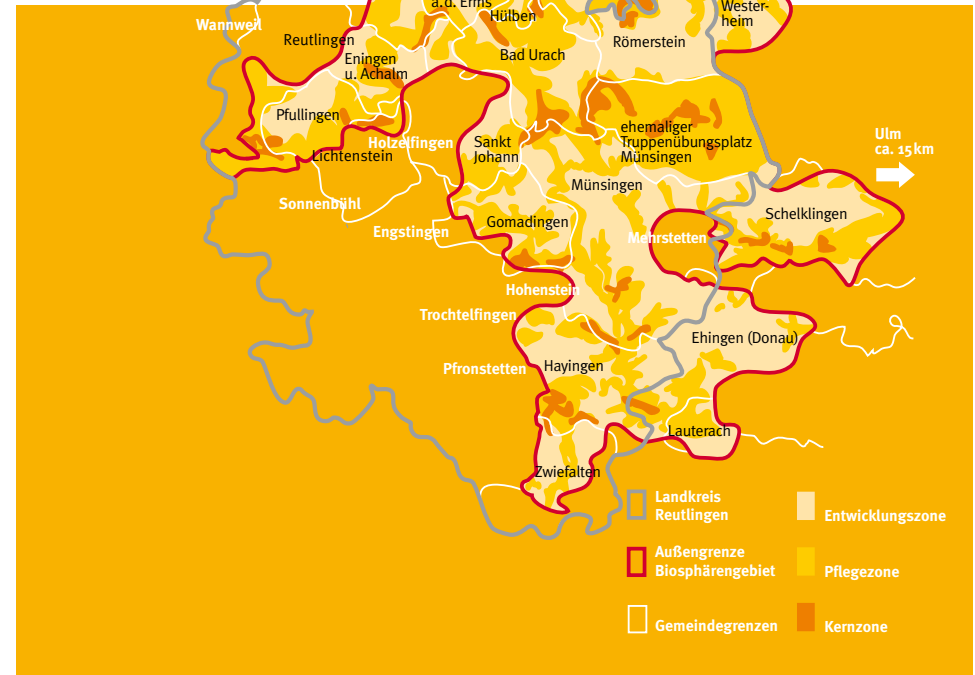 a. d. Erms
Hülben
Wester-
heim
Wannweil
Reutlingen
Römerstein
Eningen
u. Achalm
Bad Urach
Pfullingen
ehemaliger
Truppenübungsplatz
Münsingen
Ulm
ca. 15 km
Holzelfingen
Sankt
Johann
Lichtenstein
Münsingen
Sonnenbühl
Schelklingen
Gomadingen
Engstingen
Mehrstetten
Hohenstein
Trochtelfingen
Ehingen (Donau)
Pfronstetten
Hayingen
Lauterach
Zwiefalten
Landkreis
Reutlingen
Entwicklungszone
Außengrenze
Biosphärengebiet
Pflegezone
Gemeindegrenzen
Kernzone